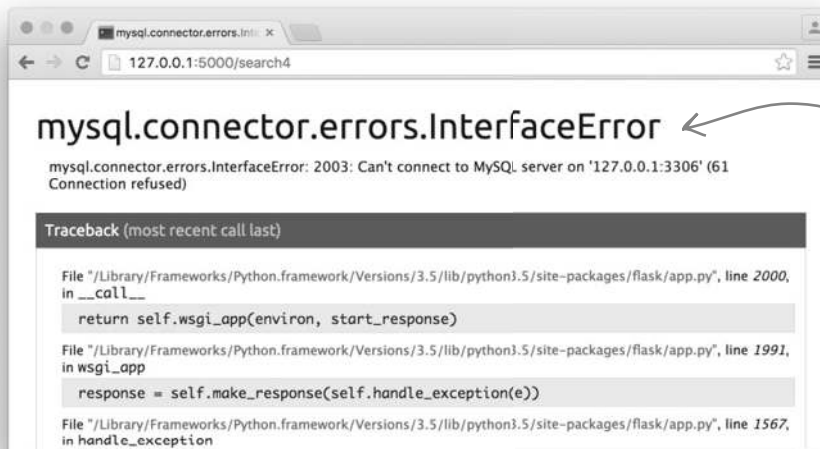 mysql.connector.errors.Inte
127.0.0.1:5000/search4
mysql.connector.errors.InterfaceError
mysql.connector.errors.InterfaceError: 2003: Can't connect to MySQL server on '127.0.0.1:3306' (61
Connection refused)
Traceback (most recent call last)
File "/Library/Frameworks/Python.framework/Versions/3.5/lib/python3.5/site-packages/flask/app.py", line 2000,
in __call__
return self.wsgi_app(environ, start_response)
File "/Library/Frameworks/Python.framework/Versions/3.5/lib/python3.5/site-packages/flask/app.py", line 1991,
in wsgi_app
response = self.make_response(self.handle_exception(e))
File "/Library/Frameworks/Python.framework/Versions/3.5/lib/python3.5/site-packages/flask/app.py", line 1567,
in handle_exception